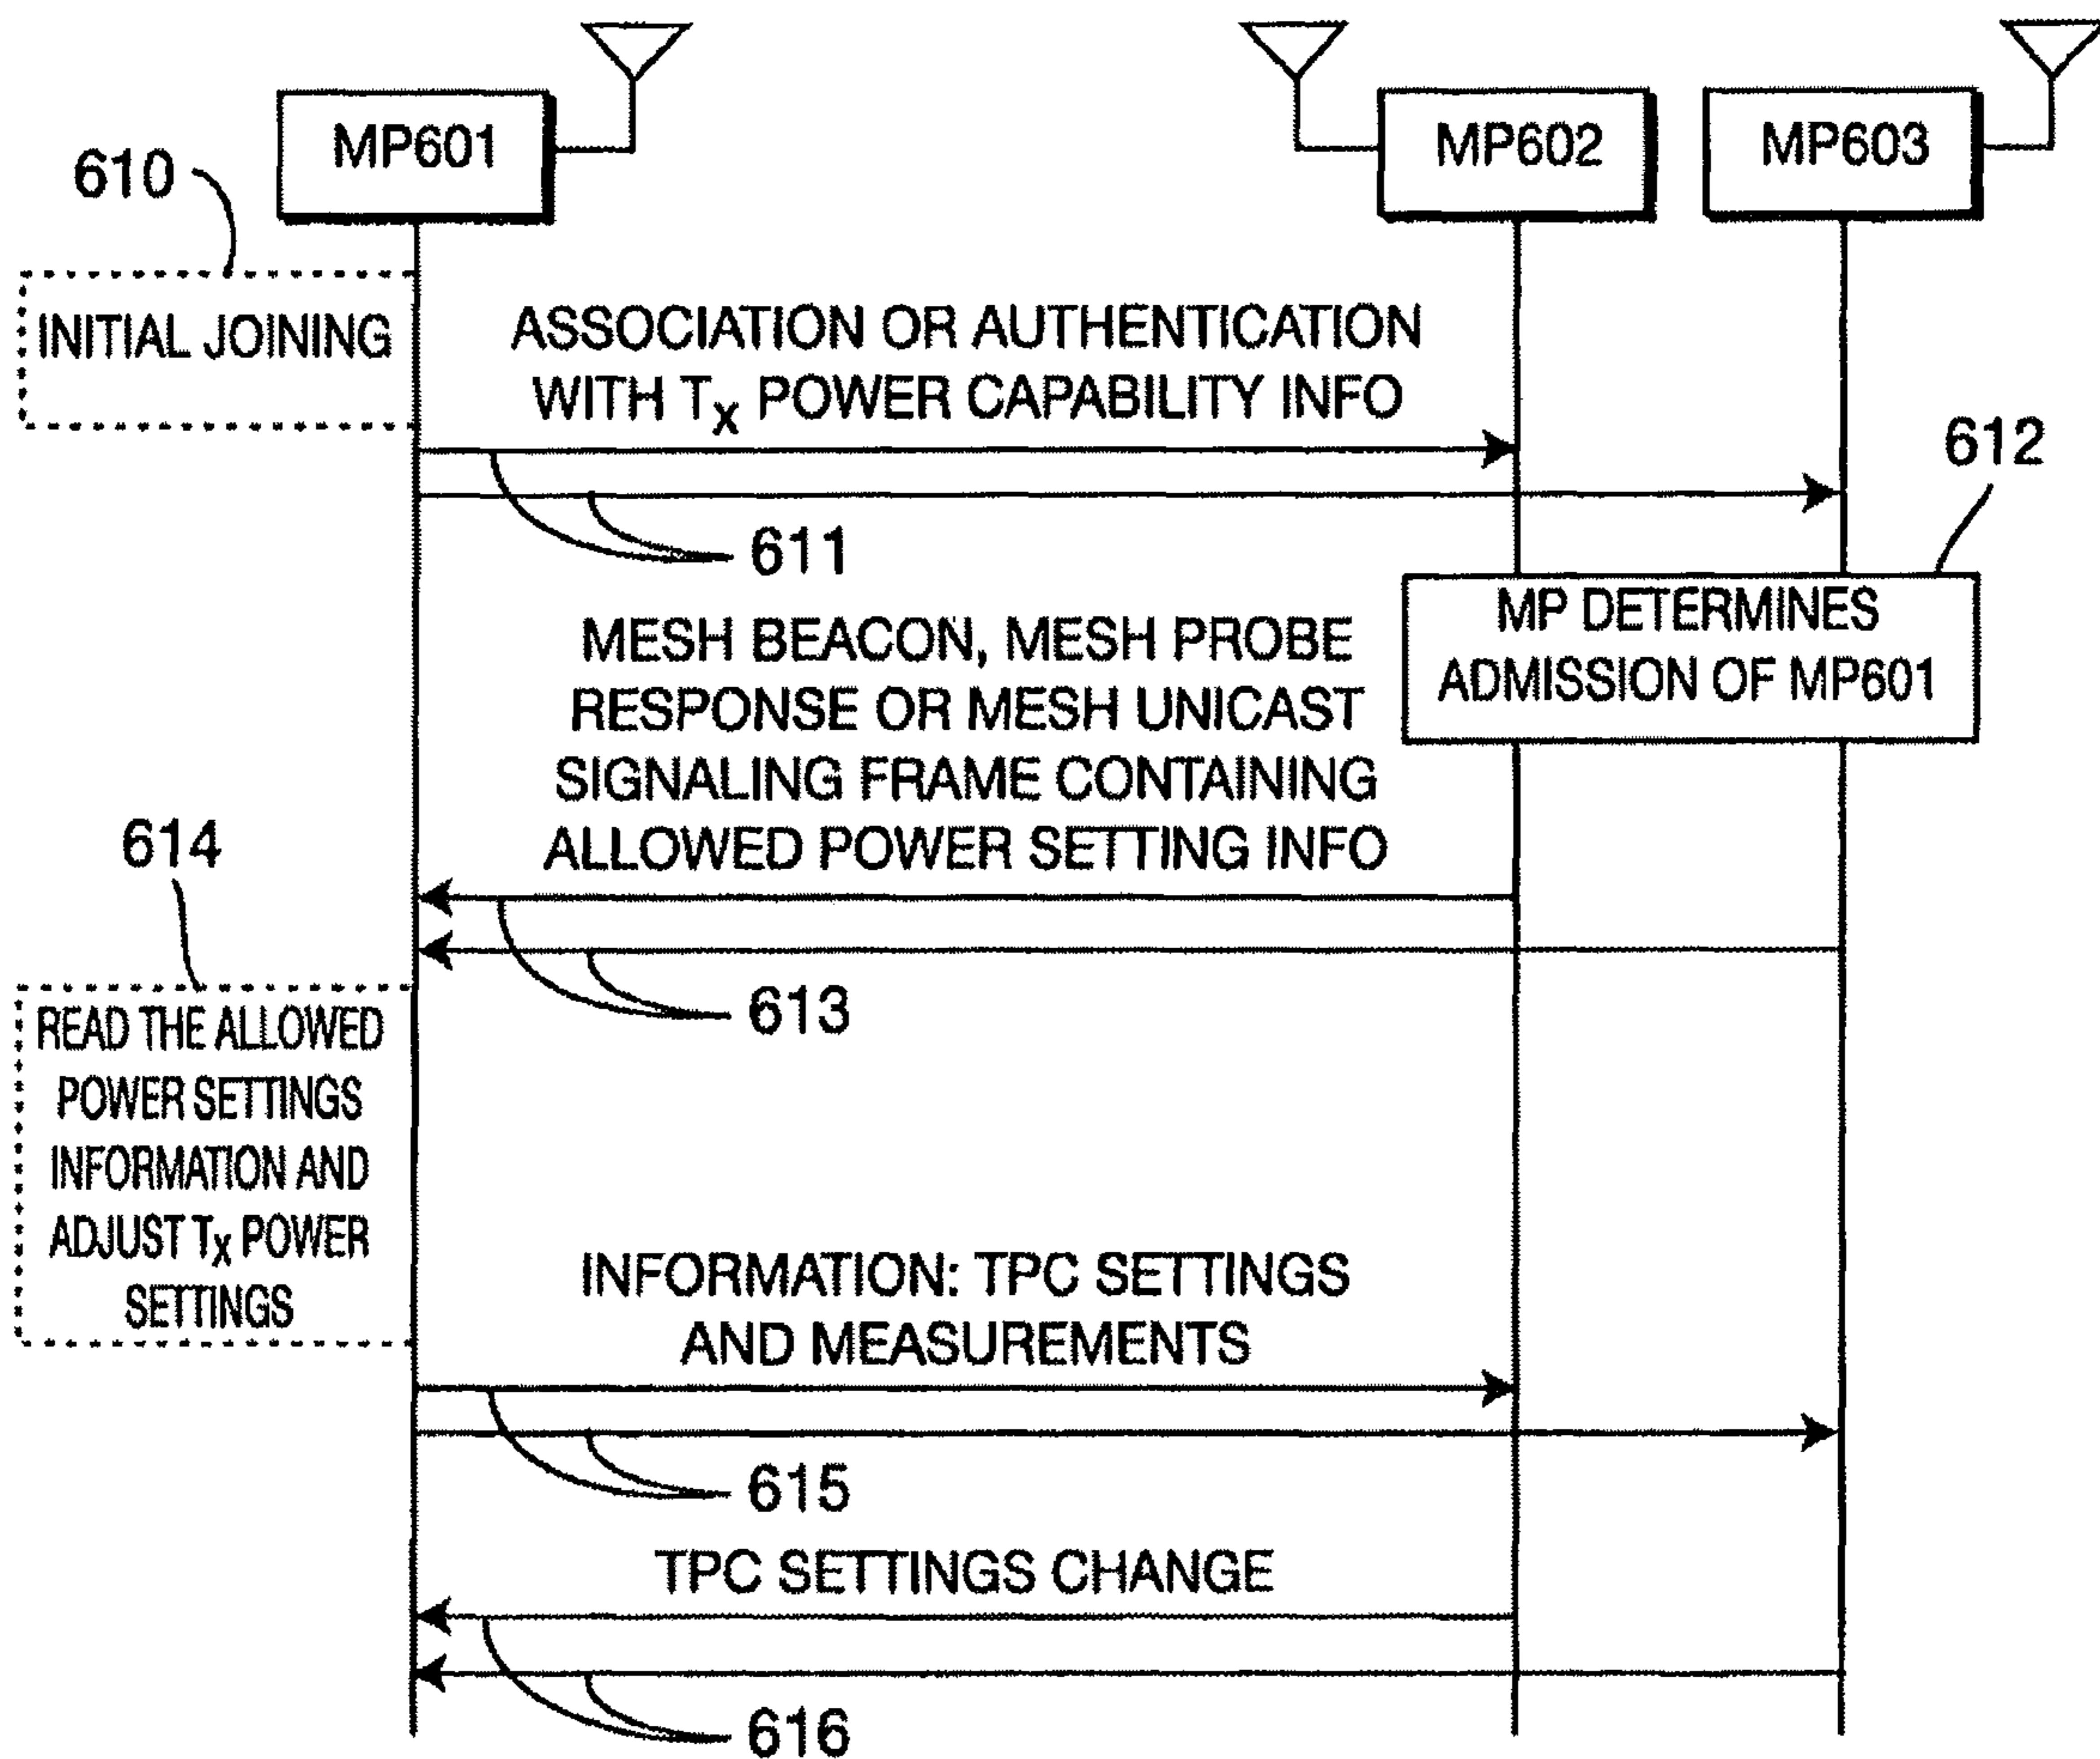 MP601
MP602
MP603
610
INITIAL JOINING
ASSOCIATION OR AUTHENTICATION
WITH Tx POWER CAPABILITY INFO
611
612
MP DETERMINES
ADMISSION OF MP601
MESH BEACON, MESH PROBE
RESPONSE OR MESH UNICAST
SIGNALING FRAME CONTAINING
ALLOWED POWER SETTING INFO
613
614
READ THE ALLOWED
POWER SETTINGS
INFORMATION AND
ADJUST Tx POWER
SETTINGS
INFORMATION: TPC SETTINGS
AND MEASUREMENTS
615
TPC SETTINGS CHANGE
616